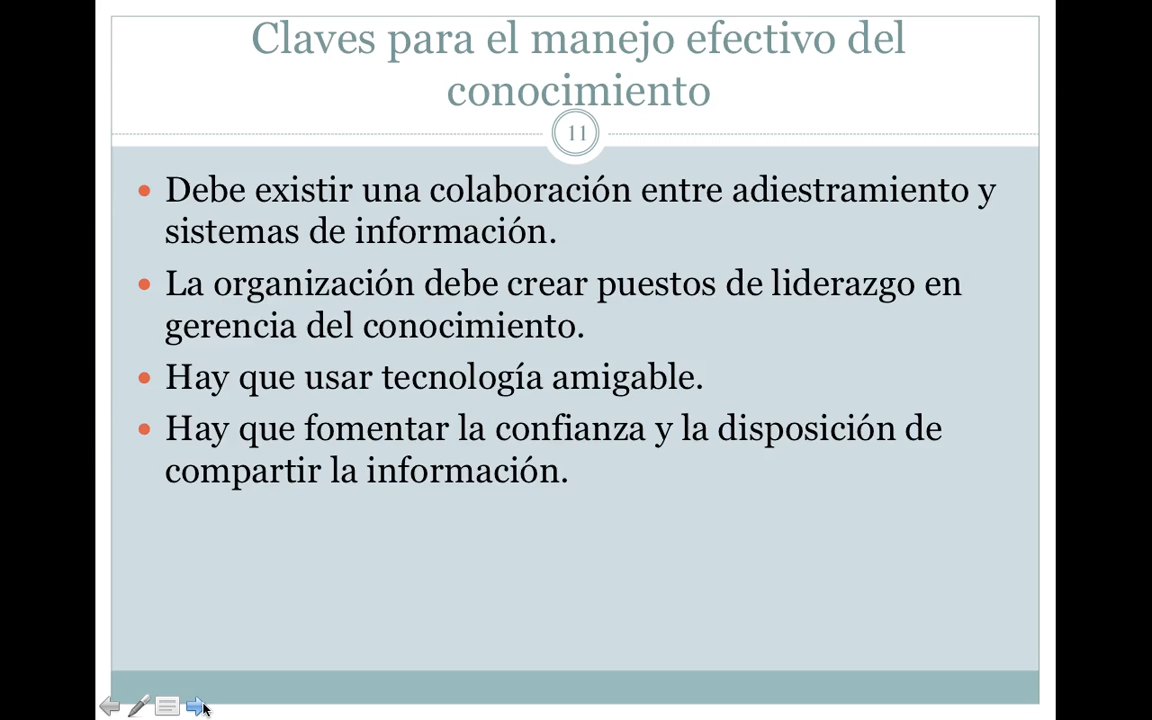 Claves para el manejo efectivo del
conocimiento
11
• Debe existir una colaboración entre adiestramiento y
sistemas de información.
• La organización debe crear puestos de liderazgo en
gerencia del conocimiento.
• Hay que usar tecnología amigable.
• Hay que fomentar la confianza y la disposición de
compartir la información.